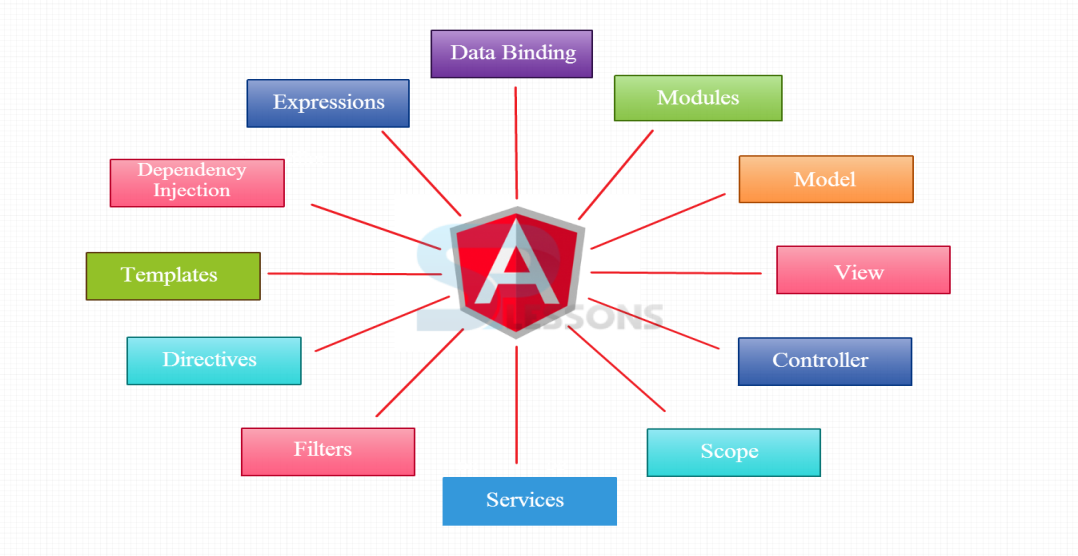 Data Binding
Modules
Expressions
Dependency
Injection
Model
Templates
View
Directives
Controller
Filters
Scope
Services